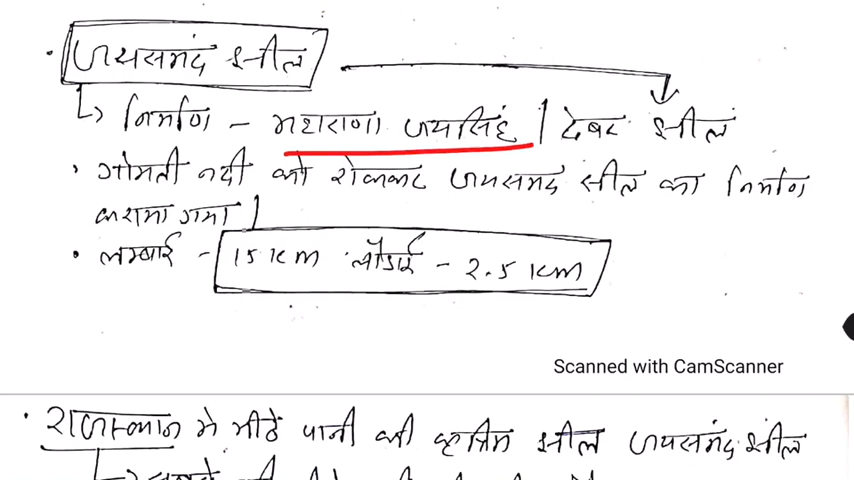 जयसमंद झील
निर्माण - महाराणा जयसिंह | देबर झील
गोमती नदी को रोककर जयसमंद झील का निर्माण
कराया गया |
लम्बाई - 15 km चौडाई - 2.5 km
Scanned with CamScanner
राजस्थान मे मीठे पानी की कृत्रिम झील जयसमंद झील